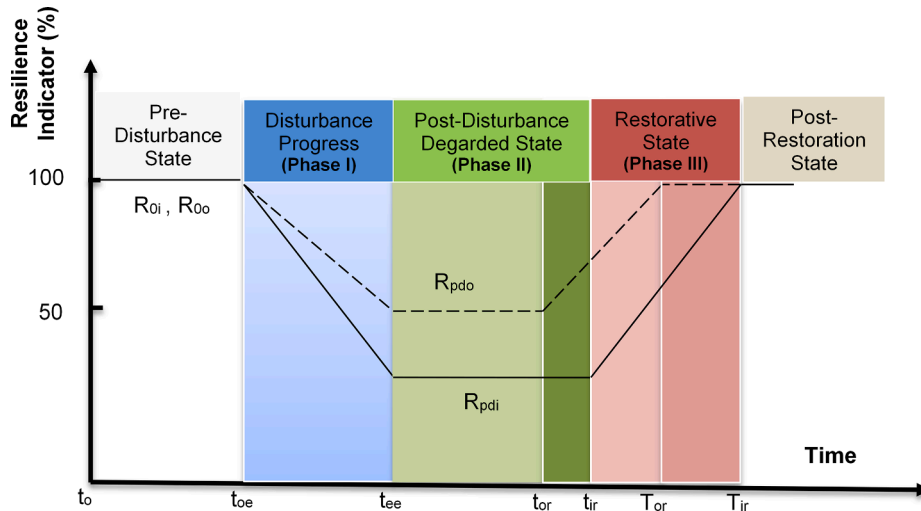 Resilience
Indicator (%)
Pre-
Disturbance
State
Disturbance
Progress
(Phase I)
Post-Disturbance
Degarded State
(Phase II)
Restorative
State
(Phase III)
Post-
Restoration
State
100
R0i , R0o
Rpdo
50
Rpdi
Time
to
toe
tee
tor
tir
Tor
Tir